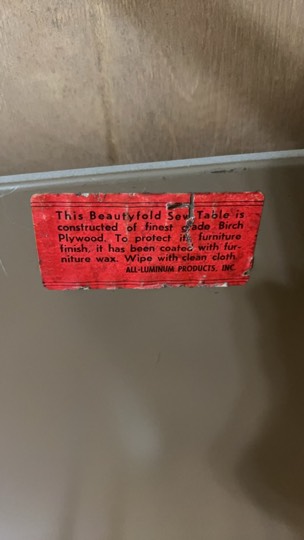 This Beautyfold Sew Table is
constructed of finest grade Birch
Plywood. To protect its furniture
finish, it has been coated with fur-
niture wax. Wipe with clean cloth.
ALL-LUMINUM PRODUCTS, INC.